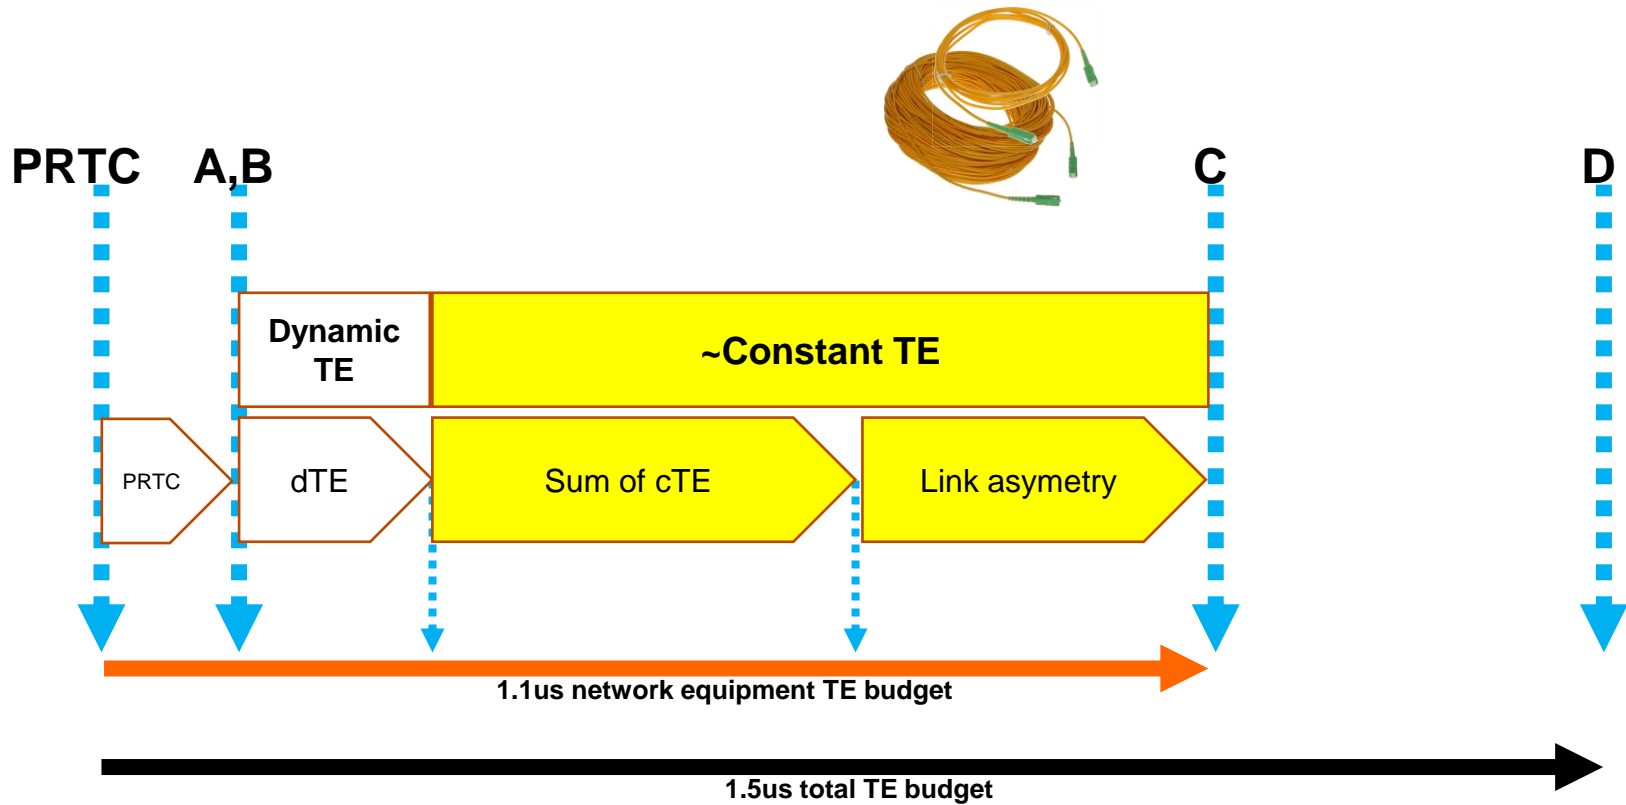 PRTC
A,B
C
D
Dynamic
TE
~Constant TE
PRTC
dTE
Sum of cTE
Link asymetry
1.1us network equipment TE budget
1.5us total TE budget